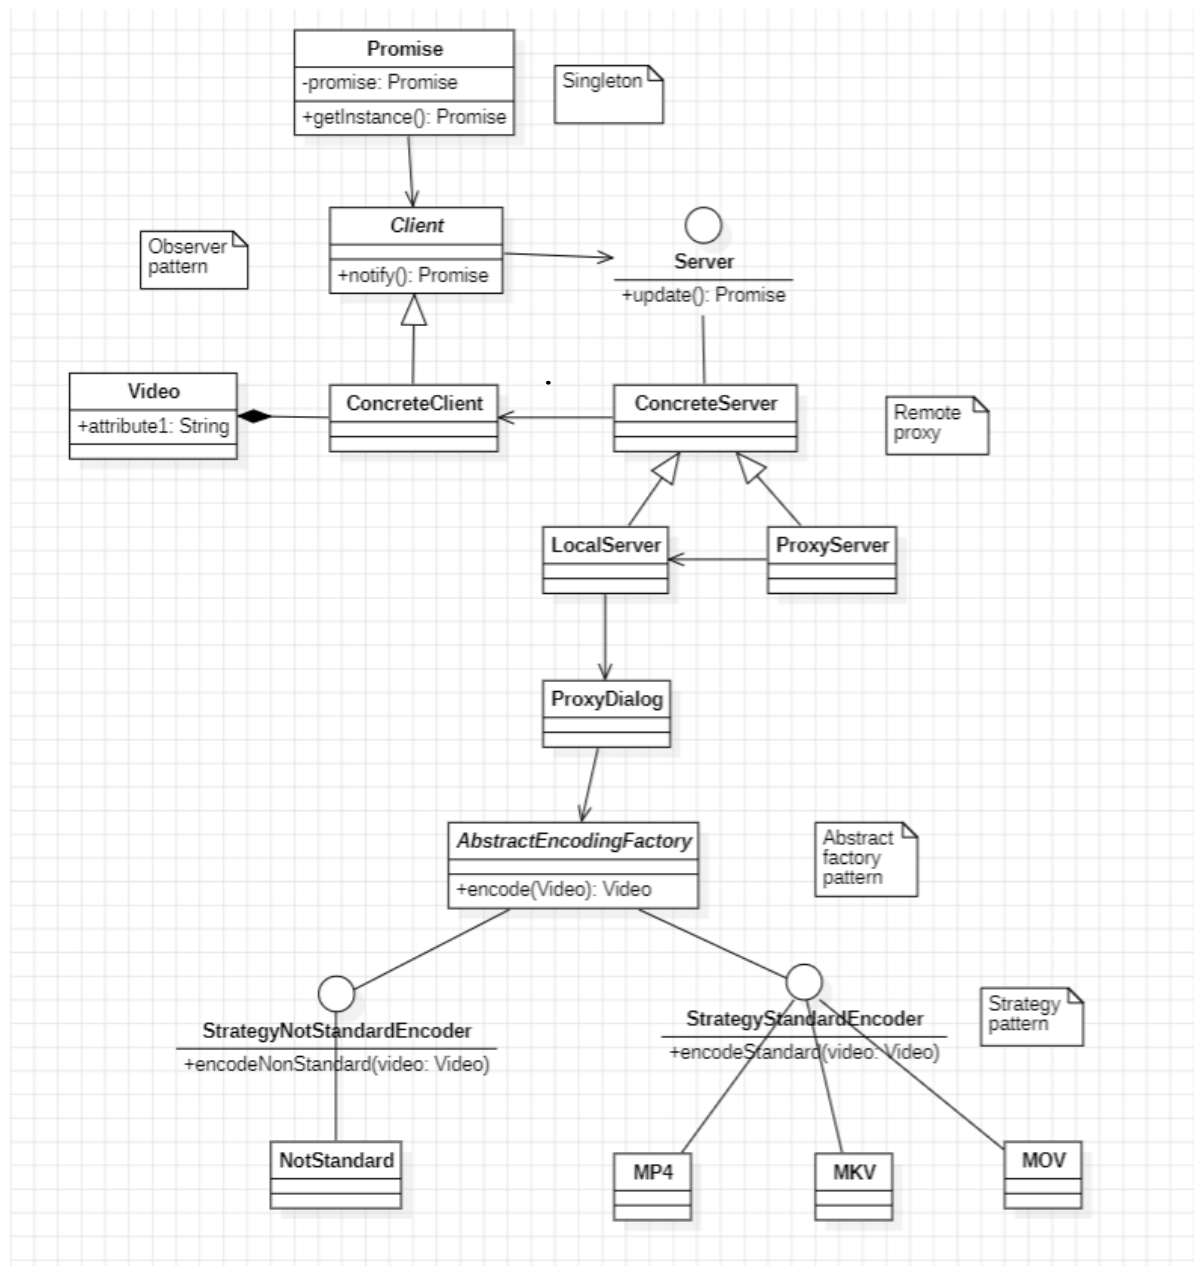 Promise
-promise: Promise
+getInstance(): Promise
Singleton
Client
+notify(): Promise
Observer
pattern
Server
+update(): Promise
Video
+attribute1: String
ConcreteClient
ConcreteServer
Remote
proxy
LocalServer
ProxyServer
ProxyDialog
AbstractEncodingFactory
+encode(Video): Video
Abstract
factory
pattern
StrategyNotStandardEncoder
+encodeNonStandard(video: Video)
StrategyStandardEncoder
+encodeStandard(video: Video)
Strategy
pattern
NotStandard
MP4
MKV
MOV